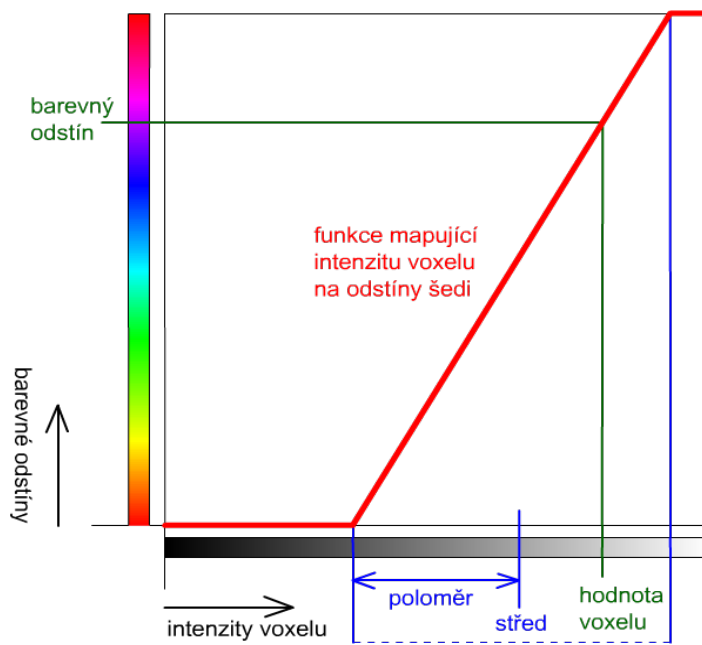 barevný
odstín
funkce mapující
intenzitu voxelu
na odstíny šedi
barevné odstíny
poloměr
střed
hodnota
voxelu
intenzity voxelu